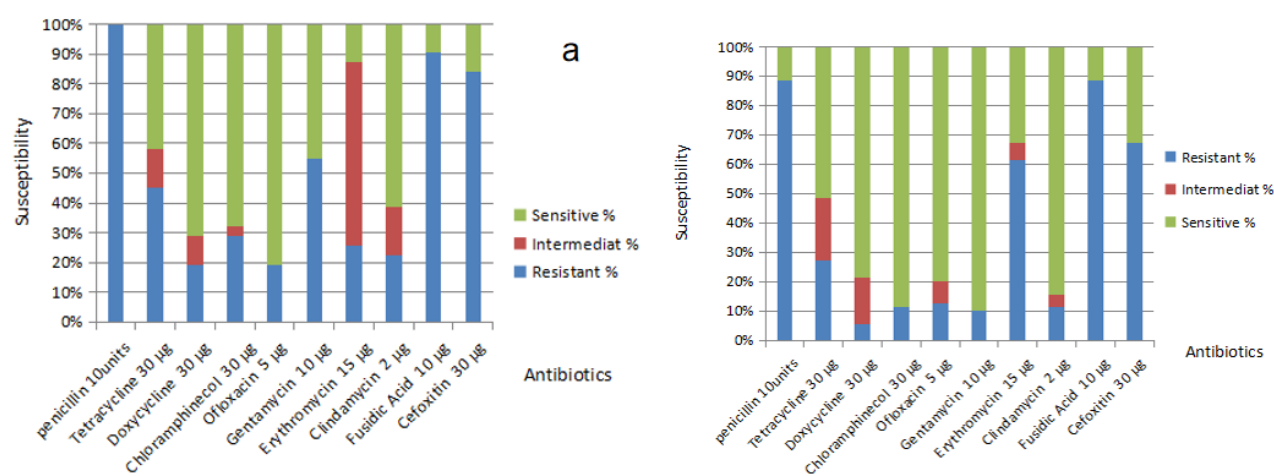 a
Susceptibility
100%
90%
80%
70%
60%
50%
40%
30%
20%
10%
0%
penicillin 10units
Tetracycline 30 µg
Doxycycline 30 µg
Chloramphinecol 30 µg
Ofloxacin 5 µg
Gentamycin 10 µg
Erythromycin 15 µg
Clindamycin 2 µg
Fusidic Acid 10 µg
Cefoxitin 30 µg
Antibiotics
Sensitive %
Intermediat %
Resistant %
Susceptibility
100%
90%
80%
70%
60%
50%
40%
30%
20%
10%
0%
penicillin 10units
Tetracycline 30 µg
Doxycycline 30 µg
Chloramphinecol 30 µg
Ofloxacin 5 µg
Gentamycin 10 µg
Erythromycin 15 µg
Clindamycin 2 µg
Fusidic Acid 10 µg
Cefoxitin 30 µg
Antibiotics
Resistant %
Intermediat %
Sensitive %